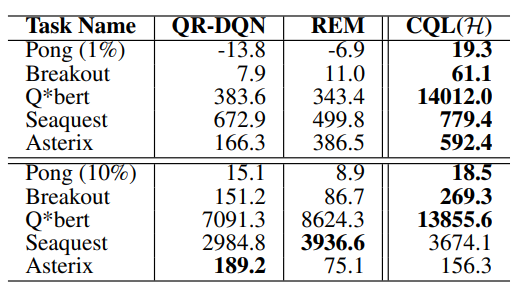 Task Name QR-DQN REM CQL(ℋ)
Pong (1%) -13.8 -6.9 19.3
Breakout 7.9 11.0 61.1
Q*bert 383.6 343.4 14012.0
Seaquest 672.9 499.8 779.4
Asterix 166.3 386.5 592.4
Pong (10%) 15.1 8.9 18.5
Breakout 151.2 86.7 269.3
Q*bert 7091.3 8624.3 13855.6
Seaquest 2984.8 3936.6 3674.1
Asterix 189.2 75.1 156.3